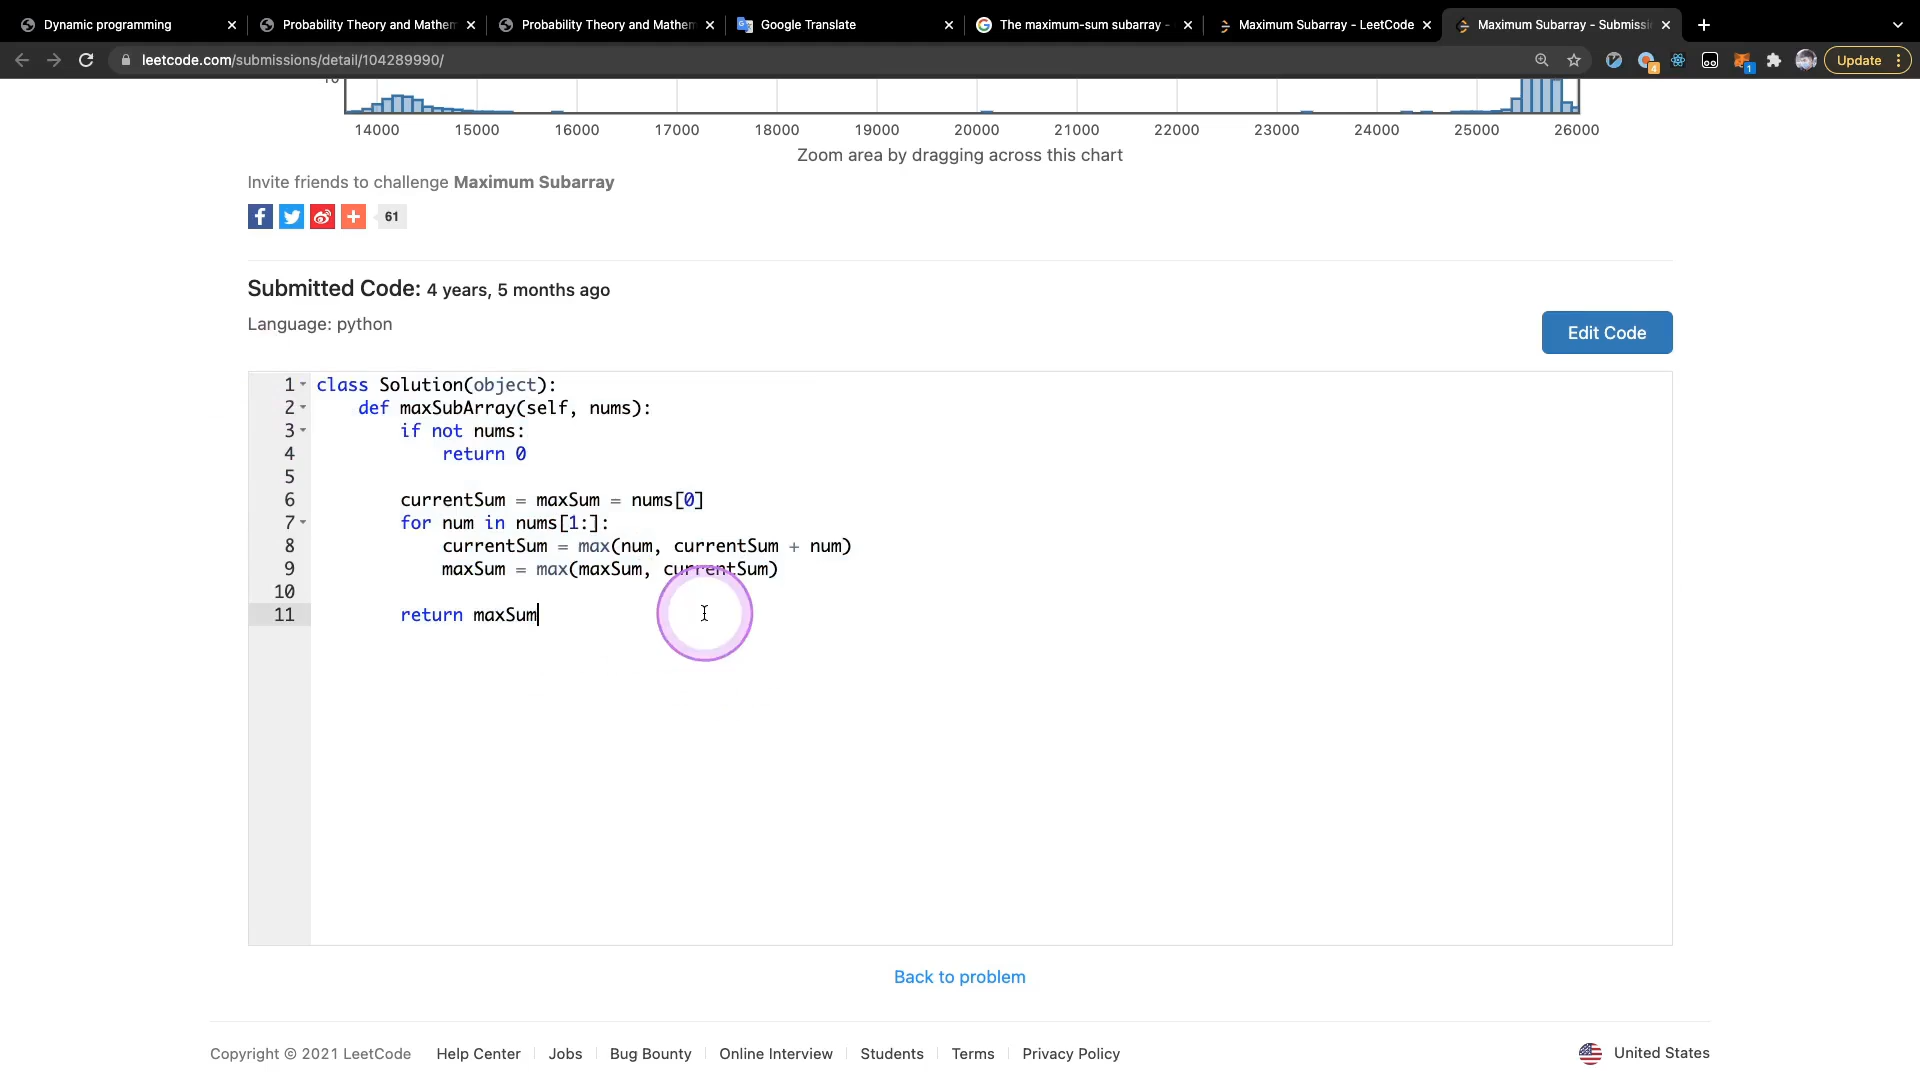 Dynamic programming
Probability Theory and Mathem
Probability Theory and Mathem
Google Translate
The maximum-sum subarray -
Maximum Subarray - LeetCode
Maximum Subarray - Submissi
leetcode.com/submissions/detail/104289990/
4
1
Update
14000 15000 16000 17000 18000 19000 20000 21000 22000 23000 24000 25000 26000
Zoom area by dragging across this chart
Invite friends to challenge Maximum Subarray
61
Submitted Code: 4 years, 5 months ago
Language: python
Edit Code
1 class Solution(object):
2     def maxSubArray(self, nums):
3         if not nums:
4             return 0
5
6         currentSum = maxSum = nums[0]
7         for num in nums[1:]:
8             currentSum = max(num, currentSum + num)
9             maxSum = max(maxSum, currentSum)
10
11         return maxSum
Back to problem
Copyright © 2021 LeetCode Help Center Jobs Bug Bounty Online Interview Students Terms Privacy Policy United States